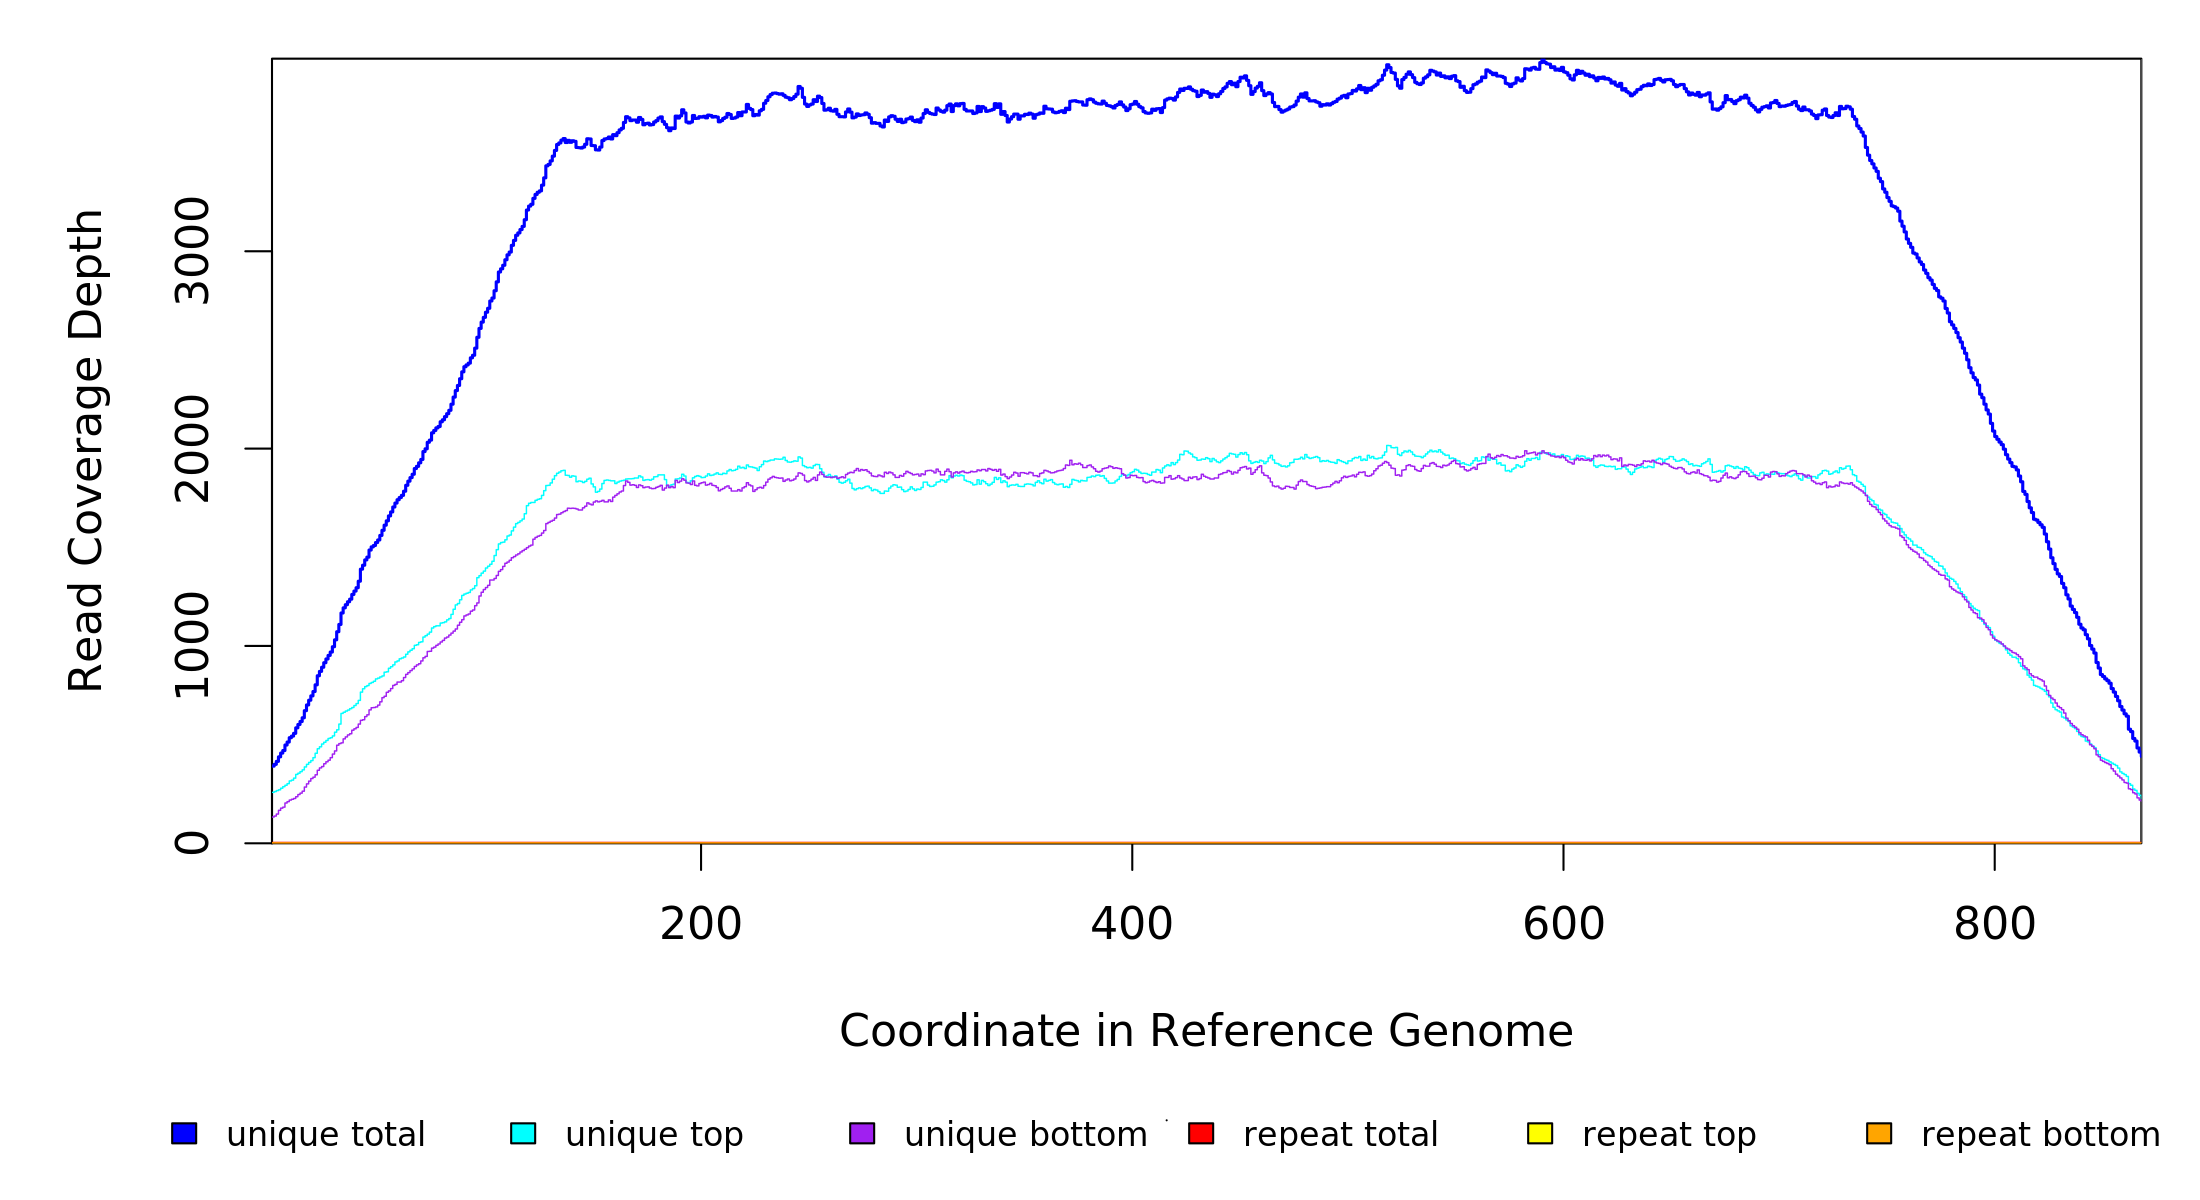 Read Coverage Depth
3000
2000
1000
0
200 400 600 800
Coordinate in Reference Genome
unique total unique top unique bottom repeat total repeat top repeat bottom